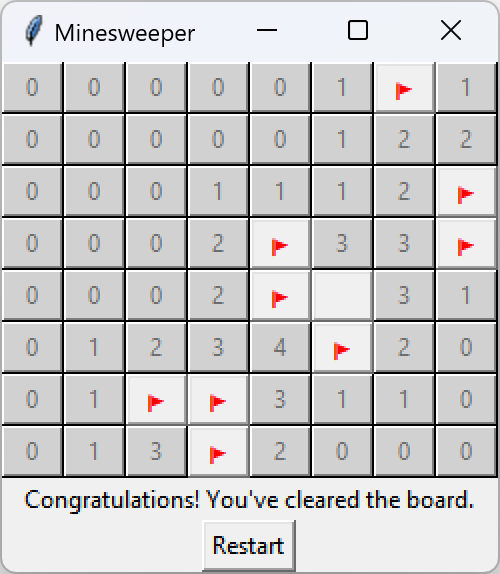 Minesweeper
0 0 0 0 0 1 1
0 0 0 0 0 1 2 2
0 0 0 1 1 1 2
0 0 0 2 3 3
0 0 0 2 3 1
0 1 2 3 4 2 0
0 1 3 1 1 0
0 1 3 2 0 0 0
Congratulations! You've cleared the board.
Restart